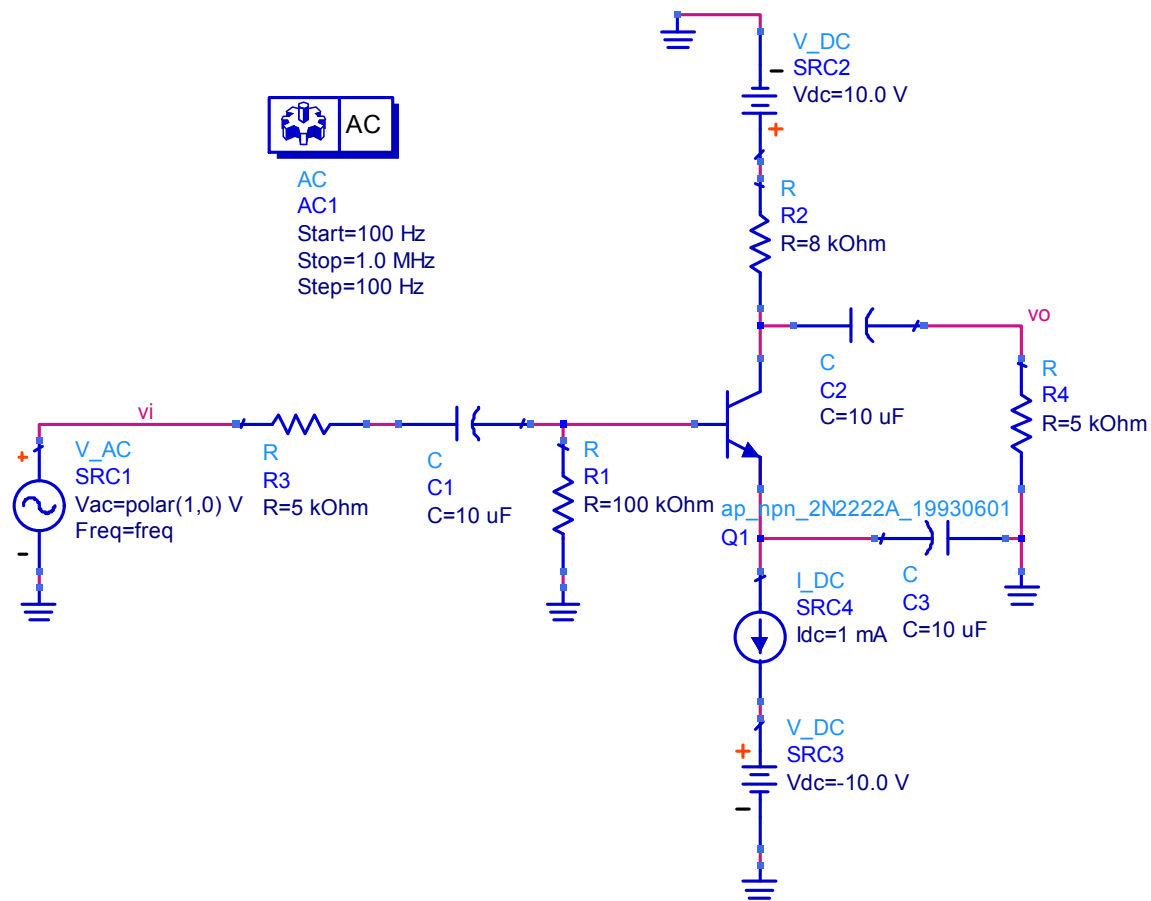 V_DC
SRC2
Vdc=10.0 V
AC
AC
AC1
Start=100 Hz
Stop=1.0 MHz
Step=100 Hz
R
R2
R=8 kOhm
vo
C
C2
C=10 uF
R
R4
R=5 kOhm
vi
V_AC
SRC1
Vac=polar(1,0) V
Freq=freq
R
R3
R=5 kOhm
C
C1
C=10 uF
R
R1
R=100 kOhm
ap_npn_2N2222A_19930601
Q1
I_DC
SRC4
Idc=1 mA
C
C3
C=10 uF
V_DC
SRC3
Vdc=-10.0 V